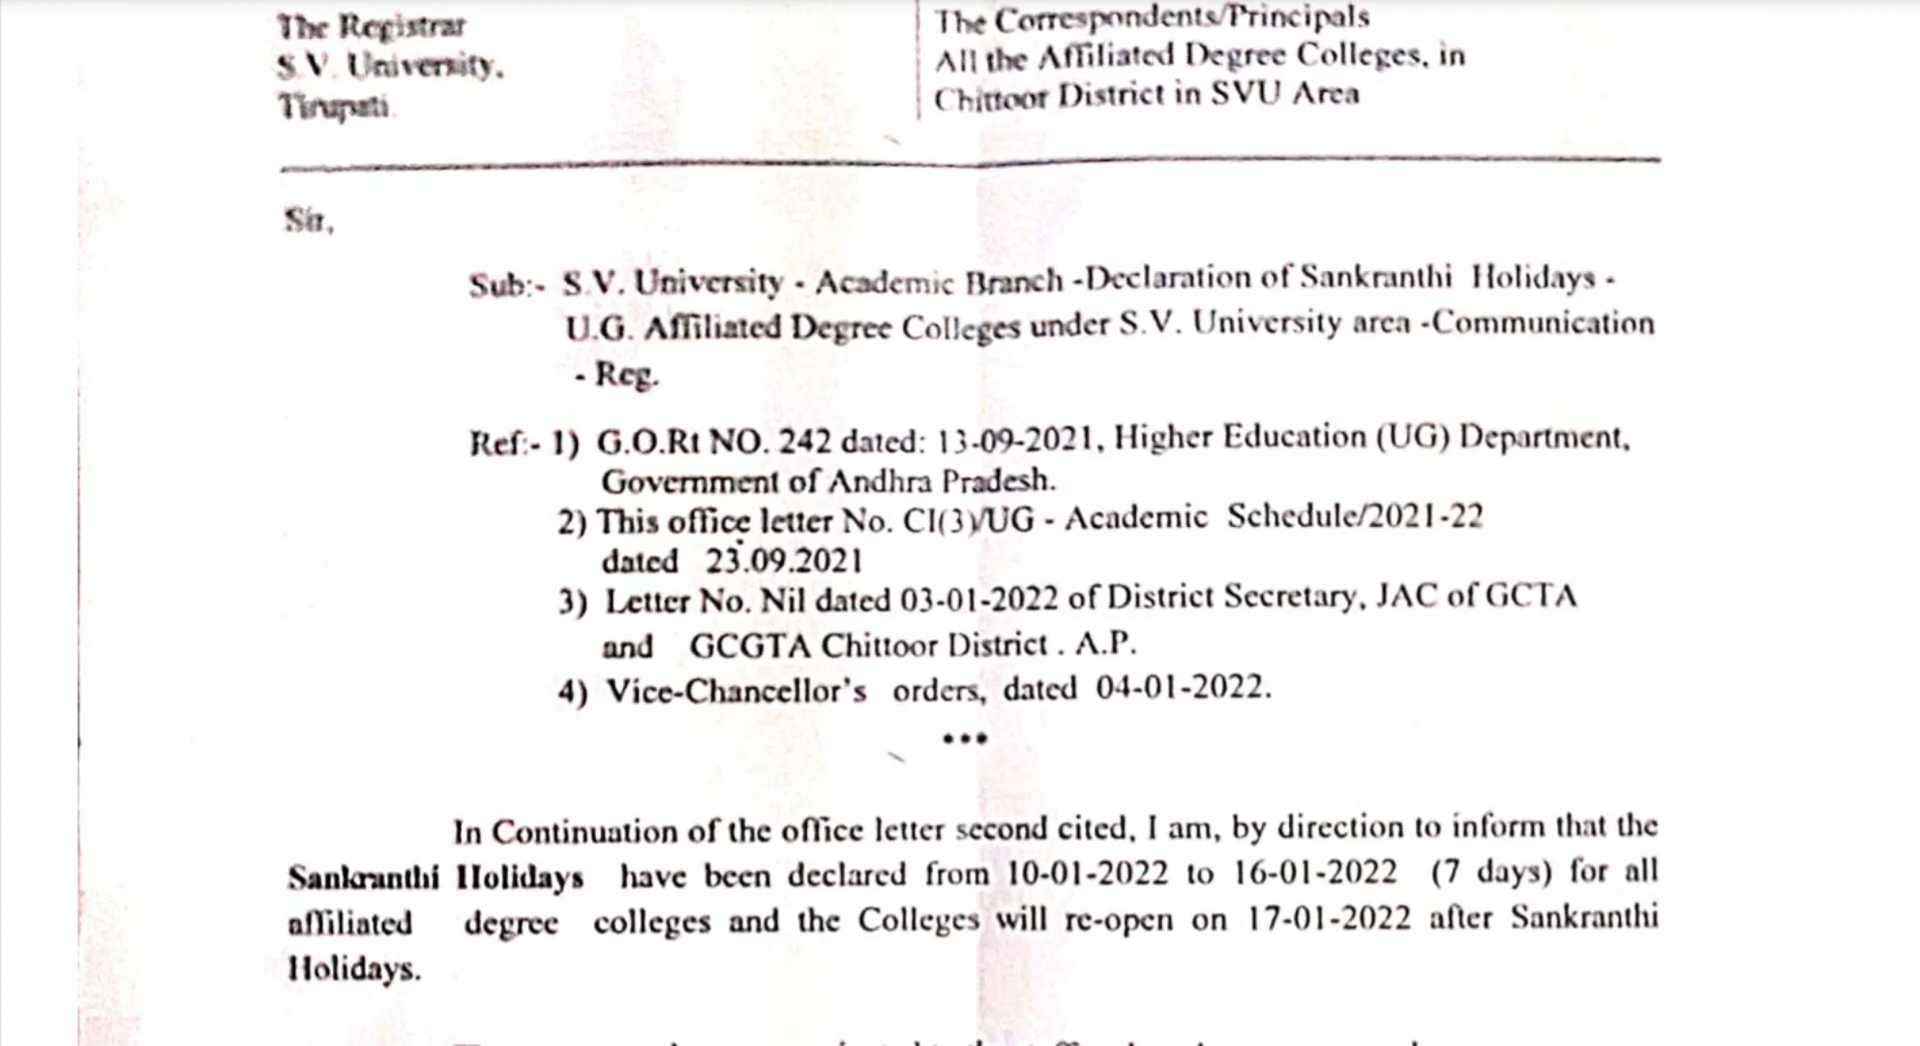 The Registrar
S.V. University,
Tirupati.
The Correspondents/Principals
All the Affiliated Degree Colleges, in
Chittoor District in SVU Area
Sir,
Sub:- S.V. University - Academic Branch -Declaration of Sankranthi Holidays -
U.G. Affiliated Degree Colleges under S.V. University area -Communication
- Reg.
Ref:- 1) G.O.Rt NO. 242 dated: 13-09-2021, Higher Education (UG) Department,
Government of Andhra Pradesh.
2) This office letter No. CI(3)/UG - Academic Schedule/2021-22
dated 23.09.2021
3) Letter No. Nil dated 03-01-2022 of District Secretary, JAC of GCTA
and GCGTA Chittoor District . A.P.
4) Vice-Chancellor's orders, dated 04-01-2022.
•••
In Continuation of the office letter second cited, I am, by direction to inform that the
Sankranthi Holidays have been declared from 10-01-2022 to 16-01-2022 (7 days) for all
affiliated degree colleges and the Colleges will re-open on 17-01-2022 after Sankranthi
Holidays.